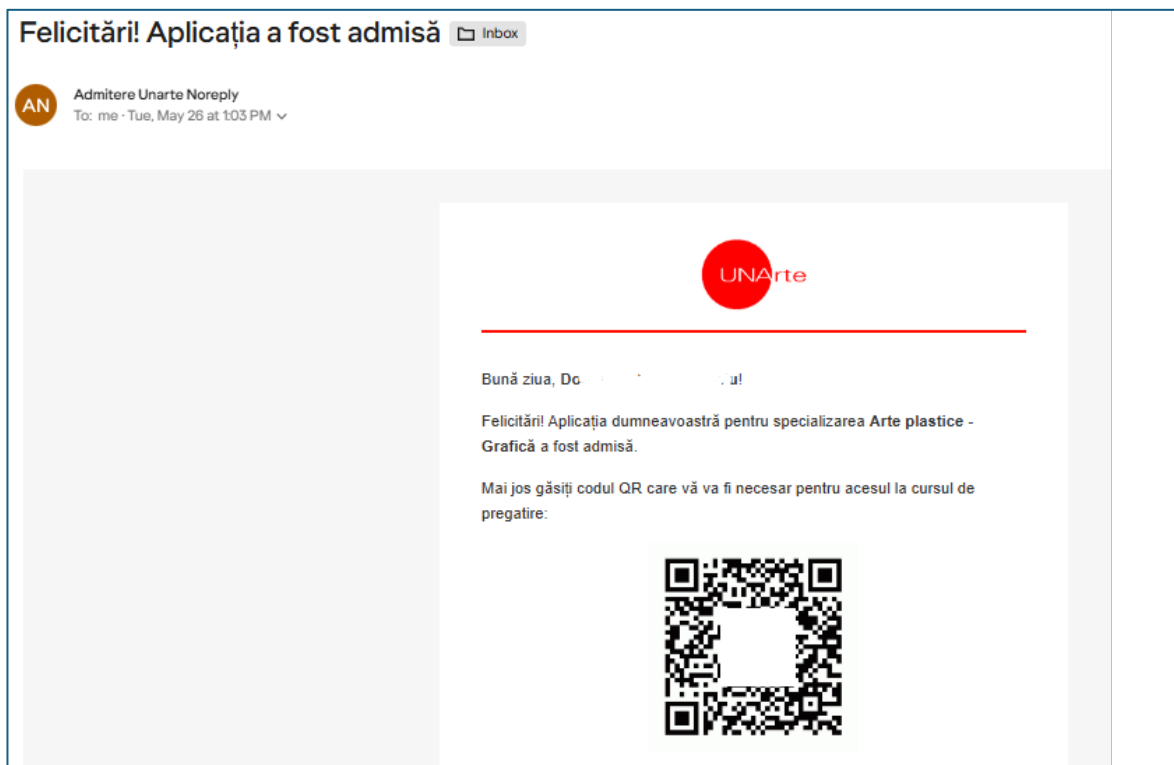 Felicitări! Aplicația a fost admisă Inbox
AN
Admitere Unarte Noreply
To: me · Tue, May 26 at 1:03 PM
UNArte
Bună ziua,
Felicitări! Aplicația dumneavoastră pentru specializarea Arte plastice -
Grafică a fost admisă.
Mai jos găsiți codul QR care vă va fi necesar pentru acesul la cursul de
pregatire: